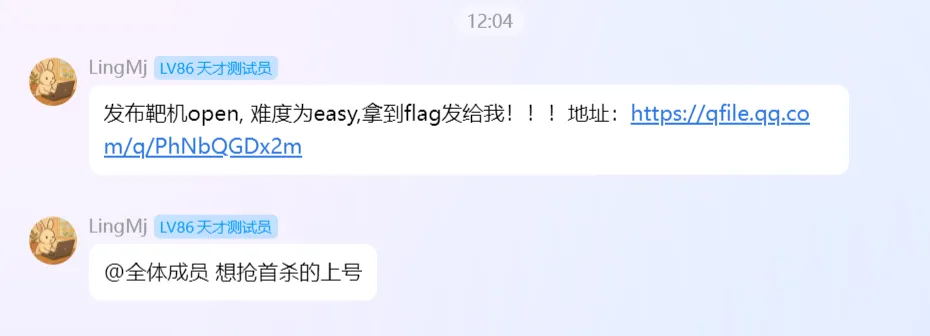 12:04
LingMj LV86 天才测试员
发布靶机open, 难度为easy,拿到flag发给我！！！ 地址：https://qfile.qq.co
m/q/PhNbQGDx2m
LingMj LV86 天才测试员
@全体成员 想抢首杀的上号